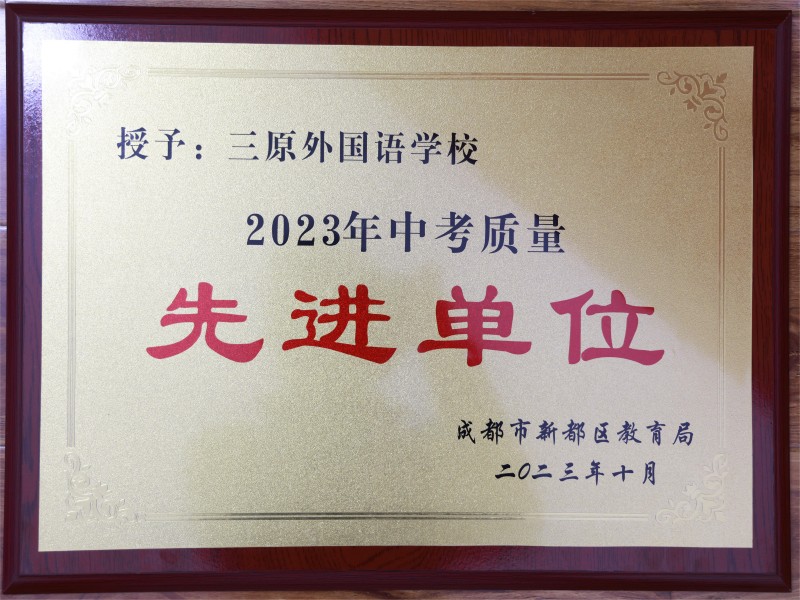 授予：三原外国语学校
2023年中考质量
先进单位
成都市新都区教育局
二〇二三年十月